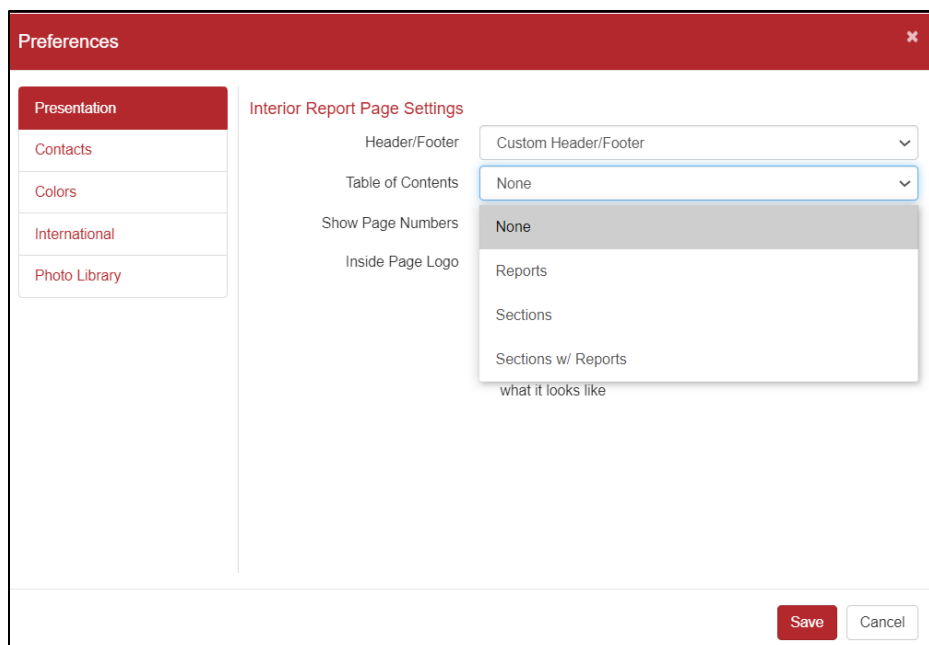 Preferences
Presentation
Contacts
Colors
International
Photo Library
Interior Report Page Settings
Header/Footer Custom Header/Footer
Table of Contents None
Show Page Numbers
Inside Page Logo
None
Reports
Sections
Sections w/ Reports
what it looks like
Save Cancel